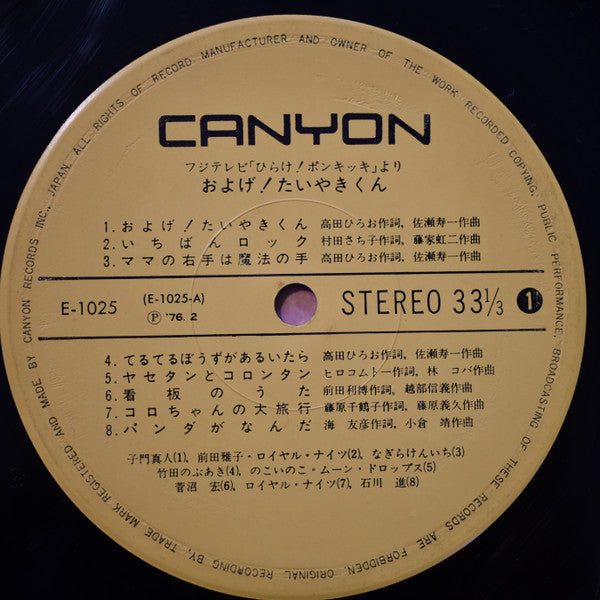 MADE BY CANYON RECORDS INC., JAPAN. ALL RIGHTS OF RECORD MANUFACTURER AND OWNER OF THE WORK RECORDED COPYING, PUBLIC PERFORMANCE, BROADCASTING OF THESE RECORDS ARE FORBIDDEN, ORIGINAL RECORDING BY, TRADE MARK REGISTERED AND
CANYON
フジテレビ「ひらけ!ポンキッキ」より
およげ!たいやきくん
1. およげ!たいやきくん 高田ひろお作詞, 佐瀬寿一作曲
2. いちばんロック 村田さち子作詞, 藤家虹二作曲
3. ママの右手は魔法の手 高田ひろお作詞, 佐瀬寿一作曲
E-1025 (E-1025-A) STEREO 33⅓ 1
Ⓟ '76. 2
4. てるてるぼうずがあるいたら 高田ひろお作詞, 佐瀬寿一作曲
5. ヤセタンとコロンタン ヒロコムトー作詞, 林 コバ作曲
6. 看板のうた 前田利博作詞, 越部信義作曲
7. コロちゃんの大旅行 藤原千鶴子作詞, 藤原義久作曲
8. パンダがなんだ 海 友彦作詞, 小倉 靖作曲
子門真人(1), 前田雅子・ロイヤル・ナイツ(2), なぎらけんいち(3)
竹田のぶあき(4), のこいのこ・ムーン・ドロップス(5)
菅沼 宏(6), ロイヤル・ナイツ(7), 石川 進(8)